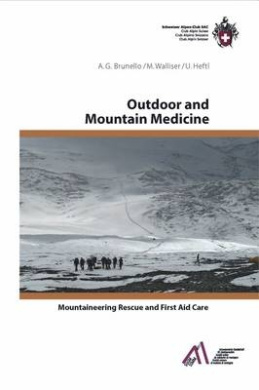 Schweizer Alpen-Club SAC
Club Alpin Suisse
Club Alpino Svizzero
Club Alpin Svizzer
A.G. Brunello / M. Walliser / U. Hefti
Outdoor and
Mountain Medicine
Mountaineering Rescue and First Aid Care